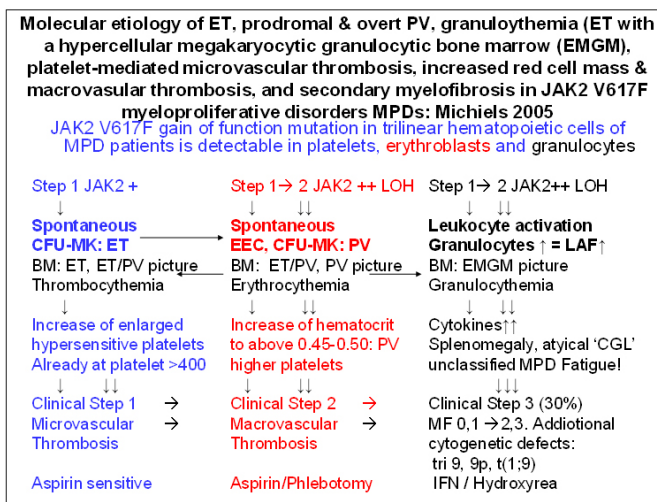 Molecular etiology of ET, prodromal & overt PV, granuloythemia (ET with
a hypercellular megakaryocytic granulocytic bone marrow (EMGM),
platelet-mediated microvascular thrombosis, increased red cell mass &
macrovasular thrombosis, and secondary myelofibrosis in JAK2 V617F
myeloproliferative disorders MPDs: Michiels 2005
JAK2 V617F gain of function mutation in trilinear hematopoietic cells of
MPD patients is detectable in platelets, erythroblasts and granulocytes
Step 1 JAK2 +
↓
Spontaneous
CFU-MK: ET →
BM: ET, ET/PV picture ←
Thrombocythemia
↓
Increase of enlarged
hypersensitive platelets
Already at platelet >400
↓ ↓↓
Clinical Step 1 →
Microvascular →
Thrombosis
Aspirin sensitive
Step 1→ 2 JAK2 ++ LOH
↓ ↓↓
Spontaneous
EEC, CFU-MK: PV
BM: ET/PV, PV picture →
Erythrocythemia
↓ ↓↓
Increase of hematocrit
to above 0.45-0.50: PV
higher platelets
↓ ↓↓
Clinical Step 2 →
Macrovascular →
Thrombosis
Aspirin/Phlebotomy
Step 1→ 2 JAK2++ LOH
↓ ↓↓
Leukocyte activation
Granulocytes ↑ = LAF↑
BM: EMGM picture
Granulocythemia
↓ ↓↓
Cytokines↑↑
Splenomegaly, atyical ‘CGL’
unclassified MPD Fatigue!
↓↓↓
Clinical Step 3 (30%)
MF 0,1 → 2,3. Addiotional
cytogenetic defects:
tri 9, 9p, t(1;9)
IFN / Hydroxyrea